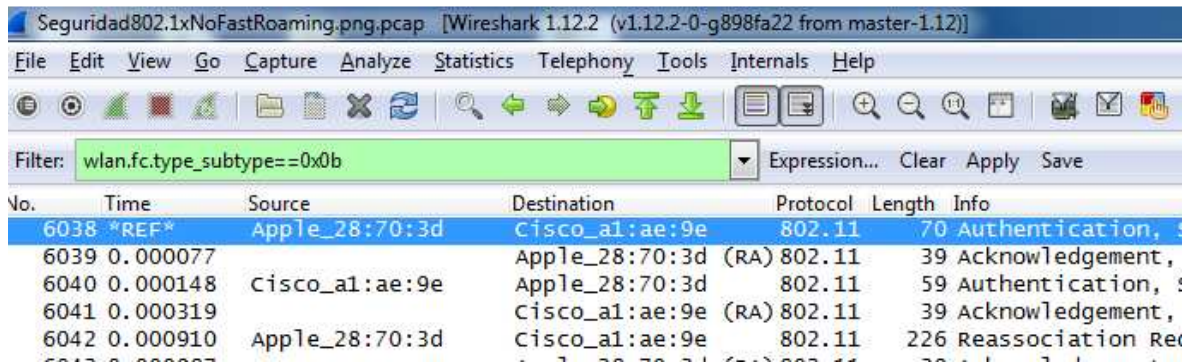 Seguridad802.1xNoFastRoaming.png.pcap [Wireshark 1.12.2 (v1.12.2-0-g898fa22 from master-1.12)]
File Edit View Go Capture Analyze Statistics Telephony Tools Internals Help
Filter: wlan.fc.type_subtype==0x0b Expression... Clear Apply Save
No. Time Source Destination Protocol Length Info
6038 *REF* Apple_28:70:3d Cisco_a1:ae:9e 802.11 70 Authentication,
6039 0.000077 Apple_28:70:3d (RA) 802.11 39 Acknowledgement,
6040 0.000148 Cisco_a1:ae:9e Apple_28:70:3d 802.11 59 Authentication,
6041 0.000319 Cisco_a1:ae:9e (RA) 802.11 39 Acknowledgement,
6042 0.000910 Apple_28:70:3d Cisco_a1:ae:9e 802.11 226 Reassociation